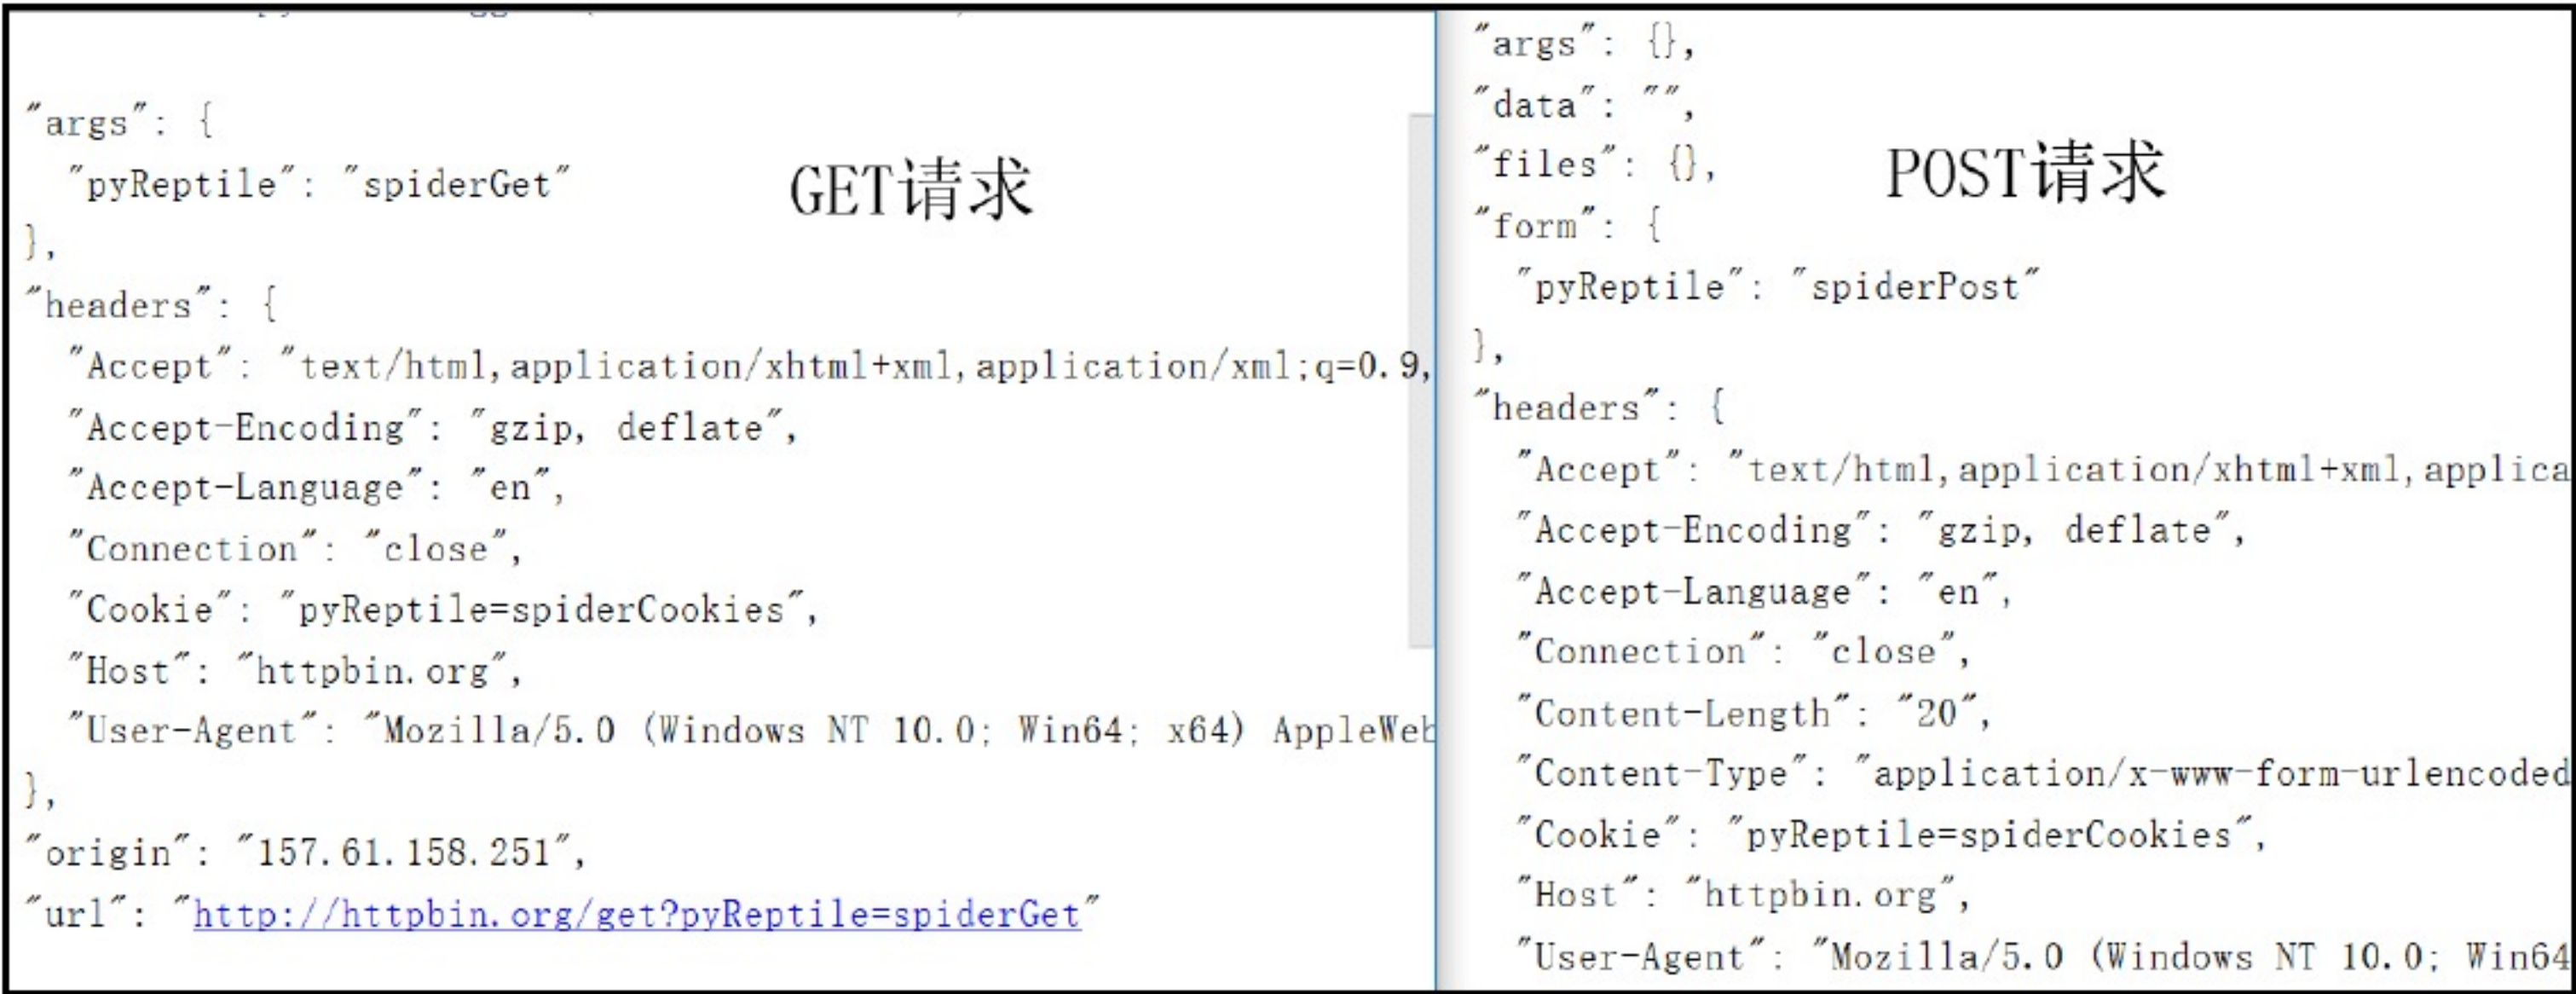 "args": {
"pyReptile": "spiderGet"
},
GET请求
"headers": {
"Accept": "text/html,application/xhtml+xml,application/xml;q=0.9,
"Accept-Encoding": "gzip, deflate",
"Accept-Language": "en",
"Connection": "close",
"Cookie": "pyReptile=spiderCookies",
"Host": "httpbin.org",
"User-Agent": "Mozilla/5.0 (Windows NT 10.0; Win64; x64) AppleWeb
},
"origin": "157.61.158.251",
"url": "http://httpbin.org/get?pyReptile=spiderGet"
"args": {},
"data": "",
"files": {},
POST请求
"form": {
"pyReptile": "spiderPost"
},
"headers": {
"Accept": "text/html,application/xhtml+xml,applica
"Accept-Encoding": "gzip, deflate",
"Accept-Language": "en",
"Connection": "close",
"Content-Length": "20",
"Content-Type": "application/x-www-form-urlencoded
"Cookie": "pyReptile=spiderCookies",
"Host": "httpbin.org",
"User-Agent": "Mozilla/5.0 (Windows NT 10.0; Win64